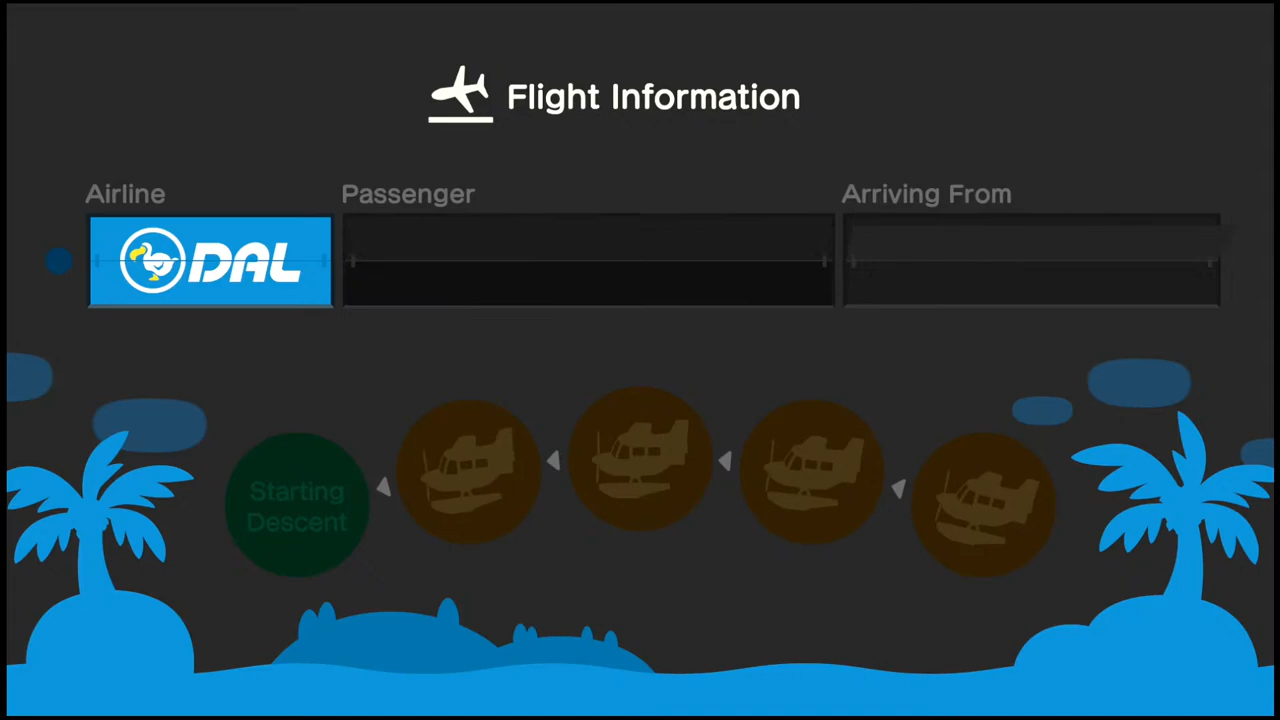 Flight Information
Airline
Passenger
Arriving From
DAL
Starting
Descent